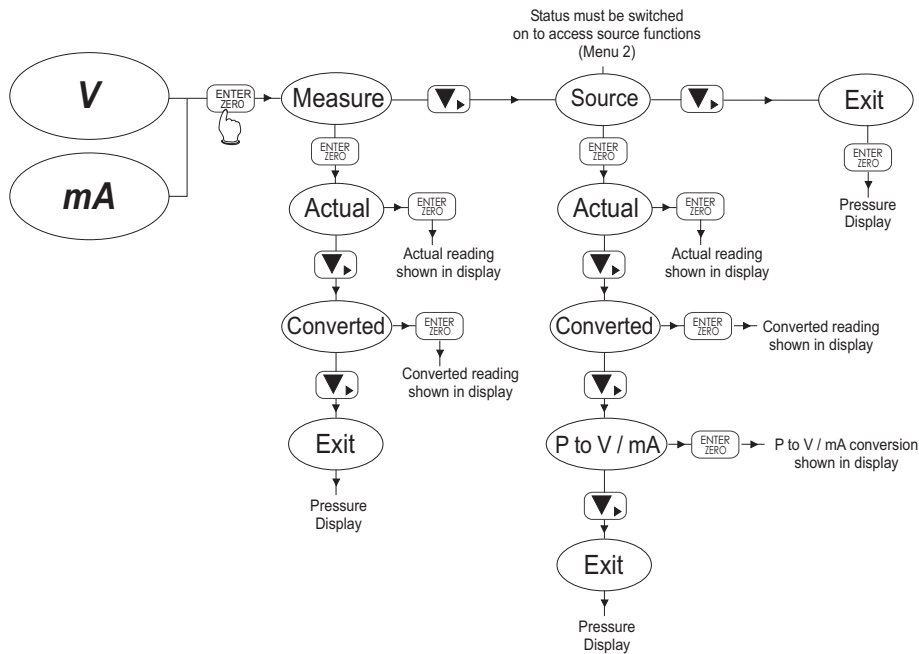 Status must be switched
on to access source functions
(Menu 2)
V
ENTER
ZERO
Measure
Source
Exit
mA
ENTER
ZERO
ENTER
ZERO
ENTER
ZERO
Pressure
Display
Actual
ENTER
ZERO
Actual reading
shown in display
Actual
ENTER
ZERO
Actual reading
shown in display
Converted
ENTER
ZERO
Converted reading
shown in display
Converted
ENTER
ZERO
Converted reading
shown in display
Exit
Pressure
Display
P to V / mA
ENTER
ZERO
P to V / mA conversion
shown in display
Exit
Pressure
Display